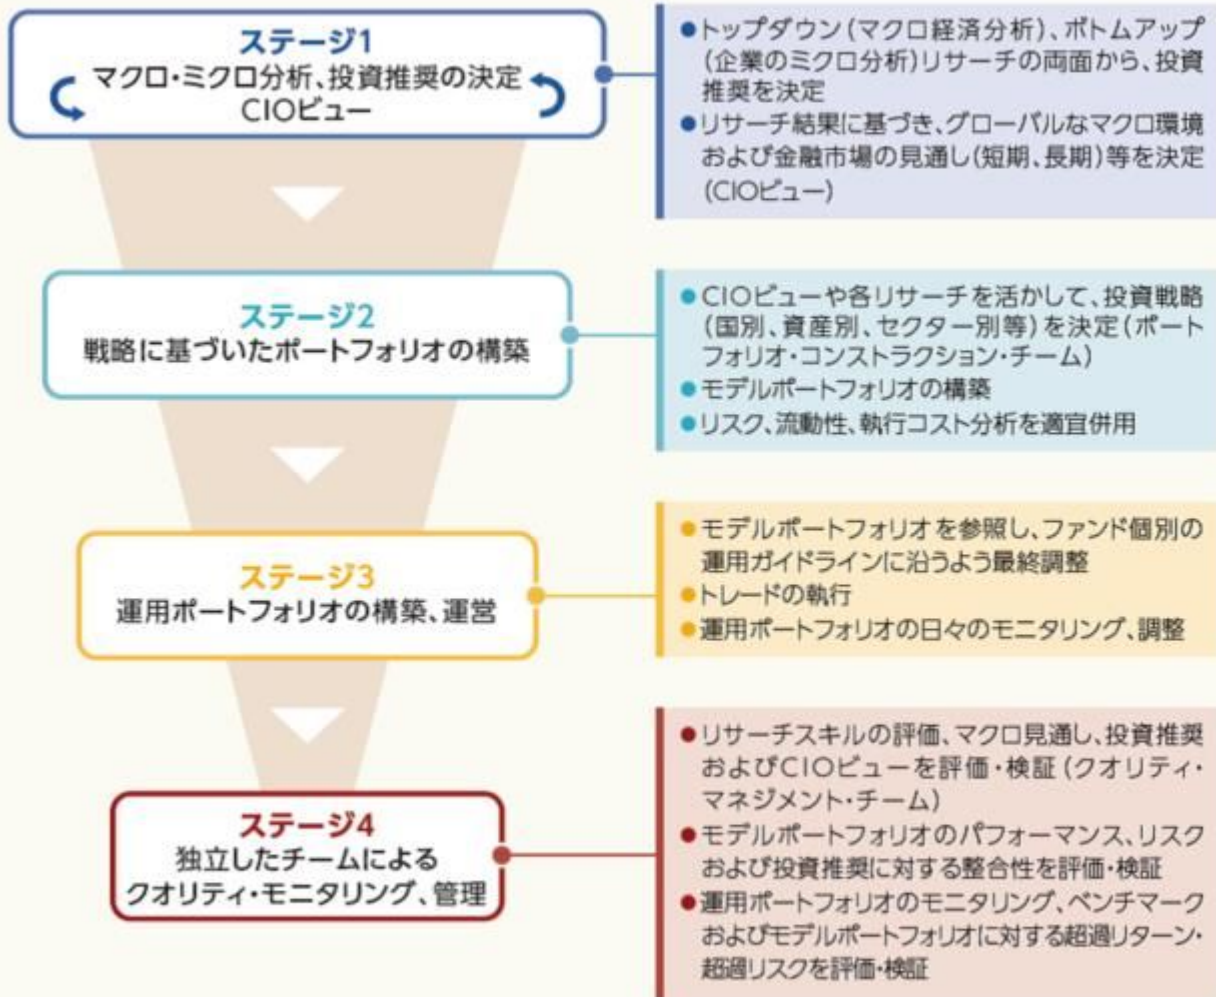 ステージ1
マクロ・ミクロ分析、投資推奨の決定
CIOビュー
●トップダウン(マクロ経済分析)、ボトムアップ
(企業のミクロ分析)リサーチの両面から、投資
推奨を決定
●リサーチ結果に基づき、グローバルなマクロ環境
および金融市場の見通し(短期、長期)等を決定
(CIOビュー)
ステージ2
戦略に基づいたポートフォリオの構築
●CIOビューや各リサーチを活かして、投資戦略
(国別、資産別、セクター別等)を決定(ポート
フォリオ・コンストラクション・チーム)
●モデルポートフォリオの構築
●リスク、流動性、執行コスト分析を適宜併用
ステージ3
運用ポートフォリオの構築、運営
●モデルポートフォリオを参照し、ファンド個別の
運用ガイドラインに沿うよう最終調整
●トレードの執行
●運用ポートフォリオの日々のモニタリング、調整
ステージ4
独立したチームによる
クオリティ・モニタリング、管理
●リサーチスキルの評価、マクロ見通し、投資推奨
およびCIOビューを評価・検証(クオリティ・
マネジメント・チーム)
●モデルポートフォリオのパフォーマンス、リスク
および投資推奨に対する整合性を評価・検証
●運用ポートフォリオのモニタリング、ベンチマーク
およびモデルポートフォリオに対する超過リターン・
超過リスクを評価・検証